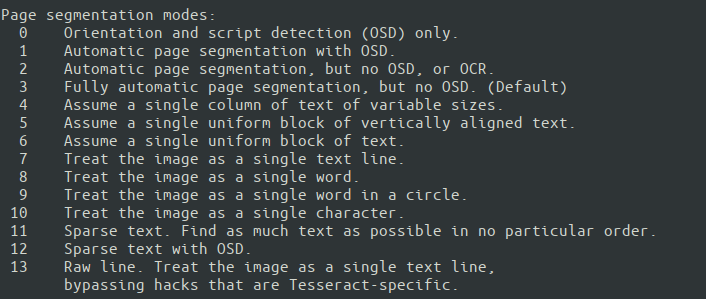 Page segmentation modes:
0 Orientation and script detection (OSD) only.
1 Automatic page segmentation with OSD.
2 Automatic page segmentation, but no OSD, or OCR.
3 Fully automatic page segmentation, but no OSD. (Default)
4 Assume a single column of text of variable sizes.
5 Assume a single uniform block of vertically aligned text.
6 Assume a single uniform block of text.
7 Treat the image as a single text line.
8 Treat the image as a single word.
9 Treat the image as a single word in a circle.
10 Treat the image as a single character.
11 Sparse text. Find as much text as possible in no particular order.
12 Sparse text with OSD.
13 Raw line. Treat the image as a single text line,
bypassing hacks that are Tesseract-specific.